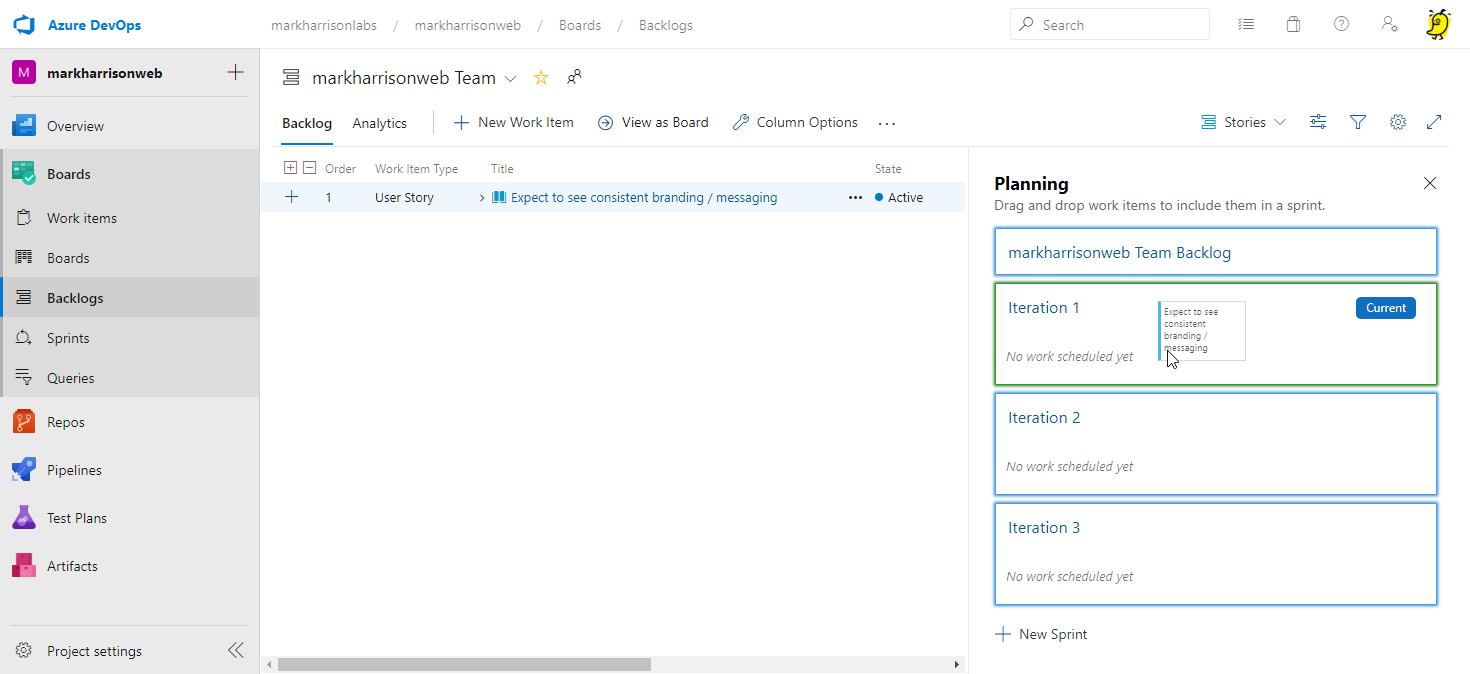 Azure DevOps
markharrisonlabs / markharrisonweb / Boards / Backlogs
Search
M markharrisonweb
Overview
Boards
Work items
Boards
Backlogs
Sprints
Queries
Repos
Pipelines
Test Plans
Artifacts
Project settings
markharrisonweb Team
Backlog Analytics New Work Item View as Board Column Options Stories
Order Work Item Type Title State
1 User Story Expect to see consistent branding / messaging Active
Planning
Drag and drop work items to include them in a sprint.
markharrisonweb Team Backlog
Iteration 1
Current
Expect to see
consistent
branding /
messaging
No work scheduled yet
Iteration 2
No work scheduled yet
Iteration 3
No work scheduled yet
New Sprint